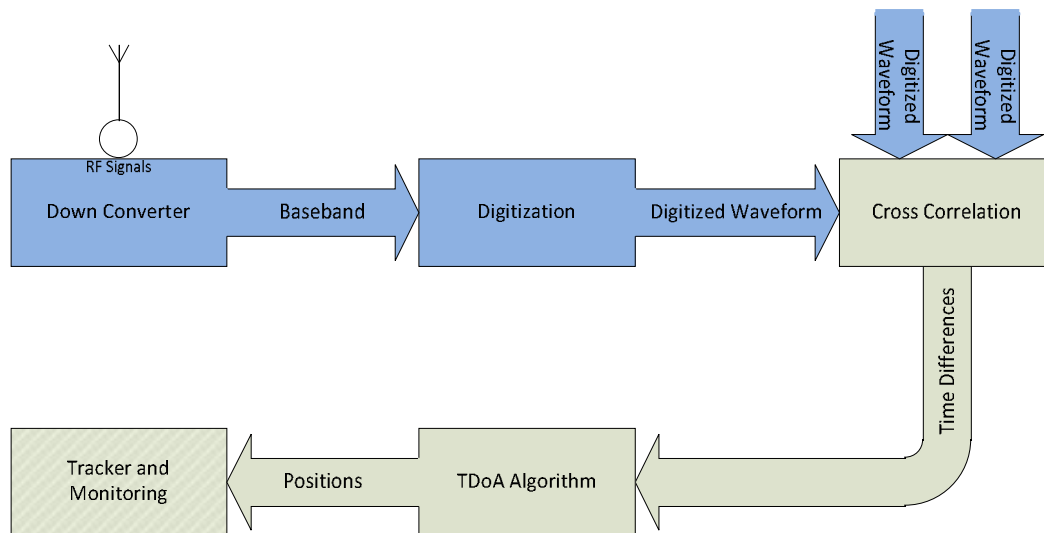 Digitized
Waveform
Digitized
Waveform
RF Signals
Down Converter
Baseband
Digitization
Digitized Waveform
Cross Correlation
Time Differences
Tracker and
Monitoring
Positions
TDoA Algorithm